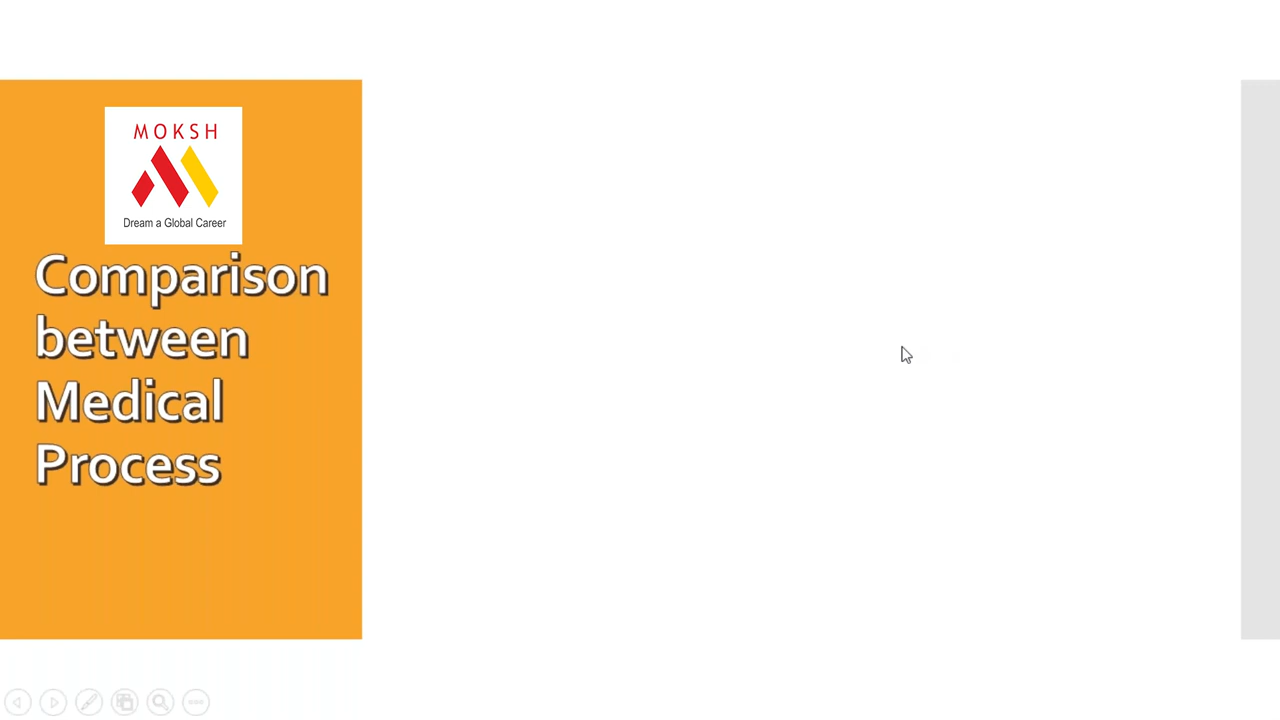 MOKSH
Dream a Global Career
Comparison
between
Medical
Process